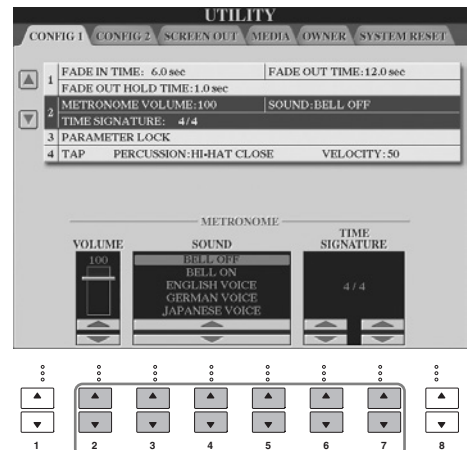 UTILITY
CONFIG 1 CONFIG 2 SCREEN OUT MEDIA OWNER SYSTEM RESET
1 FADE IN TIME: 6.0 sec FADE OUT TIME:12.0 sec
FADE OUT HOLD TIME:1.0 sec
2 METRONOME VOLUME:100 SOUND:BELL OFF
TIME SIGNATURE: 4/4
3 PARAMETER LOCK
4 TAP PERCUSSION:HI-HAT CLOSE VELOCITY:50
METRONOME
VOLUME SOUND TIME SIGNATURE
100 BELL OFF
BELL ON
ENGLISH VOICE 4/4
GERMAN VOICE
JAPANESE VOICE
1 2 3 4 5 6 7 8